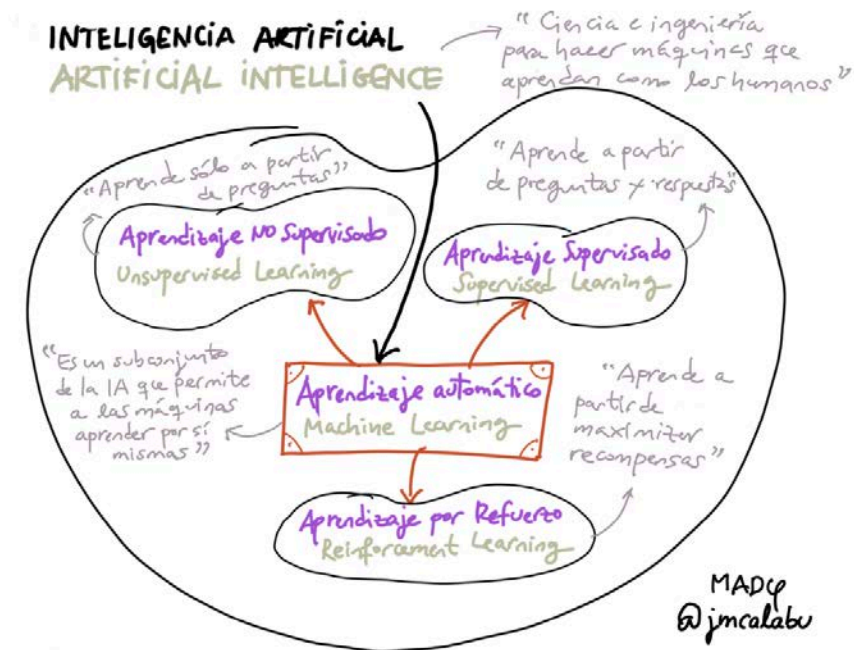 INTELIGENCIA ARTIFICIAL
ARTIFICIAL INTELLIGENCE
"Ciencia e ingeniería
para hacer máquinas que
aprendan como los humanos"
"Aprende sólo a partir
de preguntas"
Aprendizaje NO Supervisado
Unsupervised Learning
"Aprende a partir
de preguntas y respuestas"
Aprendizaje Supervisado
Supervised Learning
"Es un subconjunto
de la IA que permite
a las máquinas
aprender por sí
mismas"
Aprendizaje automático
Machine Learning
"Aprende a
partir de
maximizar
recompensas"
Aprendizaje por Refuerzo
Reinforcement Learning
MAD
@jmcalabu